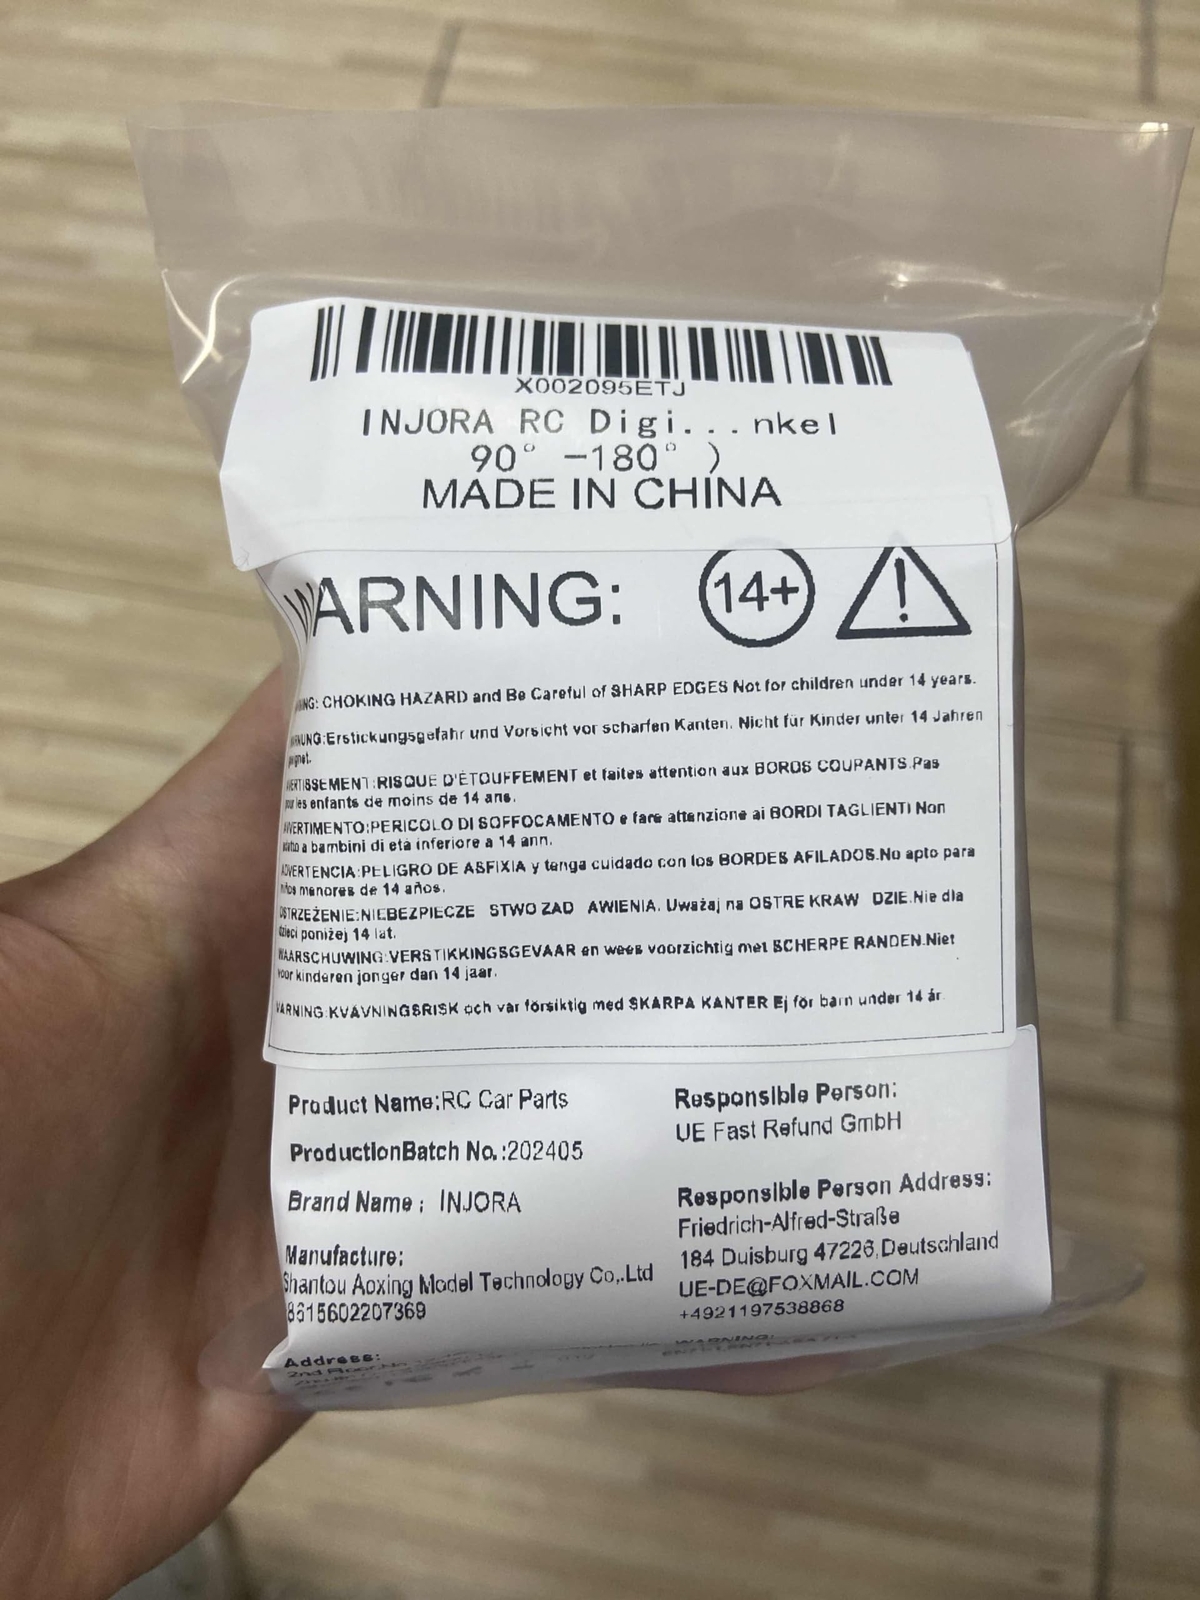 X002095ETJ
INJORA RC Digi...nkel
90° -180° )
MADE IN CHINA
WARNING:
14+
CHOKING HAZARD and Be Careful of SHARP EDGES Not for children under 14 years.
Erstickungsgefahr und Vorsicht vor scharfen Kanten. Nicht für Kinder unter 14 Jahren
AVERTISSEMENT:RISQUE D'ÉTOUFFEMENT et faites attention aux BORDS COUPANTS.Pas
les enfants de moins de 14 ans.
AVVERTIMENTO:PERICOLO DI SOFFOCAMENTO e fare attenzione ai BORDI TAGLIENTI Non
a bambini di età inferiore a 14 ann.
ADVERTENCIA:PELIGRO DE ASFIXIA y tenga cuidado con los BORDES AFILADOS.No apto para
niños menores de 14 años.
OSTRZEŻENIE:NIEBEZPIECZE STWO ZAD AWIENIA. Uważaj na OSTRE KRAW DZIE.Nie dla
dzieci poniżej 14 lat.
WAARSCHUWING:VERSTIKKINGSGEVAAR en wees voorzichtig met SCHERPE RANDEN.Niet
voor kinderen jonger dan 14 jaar.
VARNING:KVÄVNINGSRISK och var försiktig med SKARPA KANTER Ej för barn under 14 år
Product Name:RC Car Parts
ProductionBatch No.:202405
Brand Name: INJORA
Manufacture:
Shantou Aoxing Model Technology Co,.Ltd
8615602207369
Address:
2nd Floor,No
Responsible Person:
UE Fast Refund GmbH
Responsible Person Address:
Friedrich-Alfred-Straße
184 Duisburg 47226,Deutschland
UE-DE@FOXMAIL.COM
+4921197538868
WARNING: